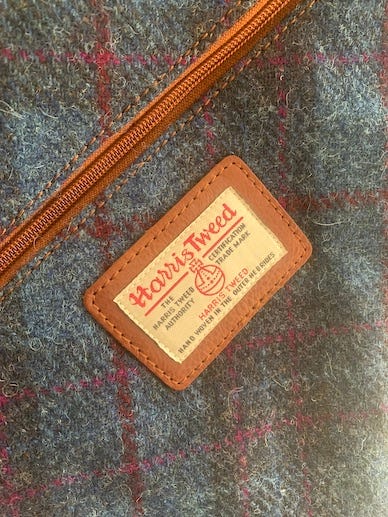 Harris Tweed
THE HARRIS TWEED AUTHORITY
CERTIFICATION TRADE MARK
HARRIS TWEED
HAND WOVEN IN THE OUTER HEBRIDES